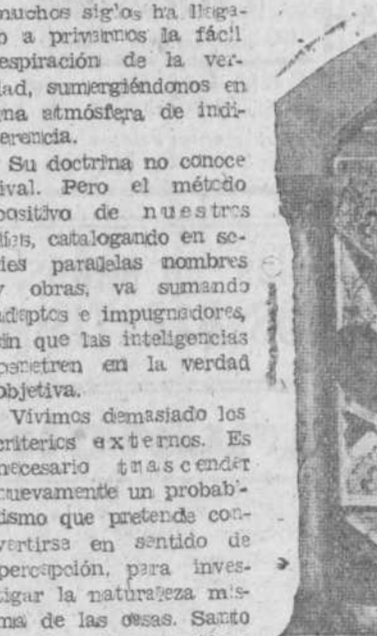 muchos siglos ha llega-
o a privarnos la fácil
espiración de la ver-
dad, sumergiéndonos en
una atmósfera de indi-
erencia.
Su doctrina no conoce
ival. Pero el método
positivo de nuestros
días, catalogando en se-
ries paralelas nombres
y obras, va sumando
adeptos e impugnadores,
sin que las inteligencias
penetren en la verdad
objetiva.
Vivimos demasiado los
criterios externos. Es
necesario trascender
nuevamente un probabi-
lismo que pretende con-
vertirse en sentido de
percepción, para inves-
tigar la naturaleza mis-
ma de las cosas. Santo